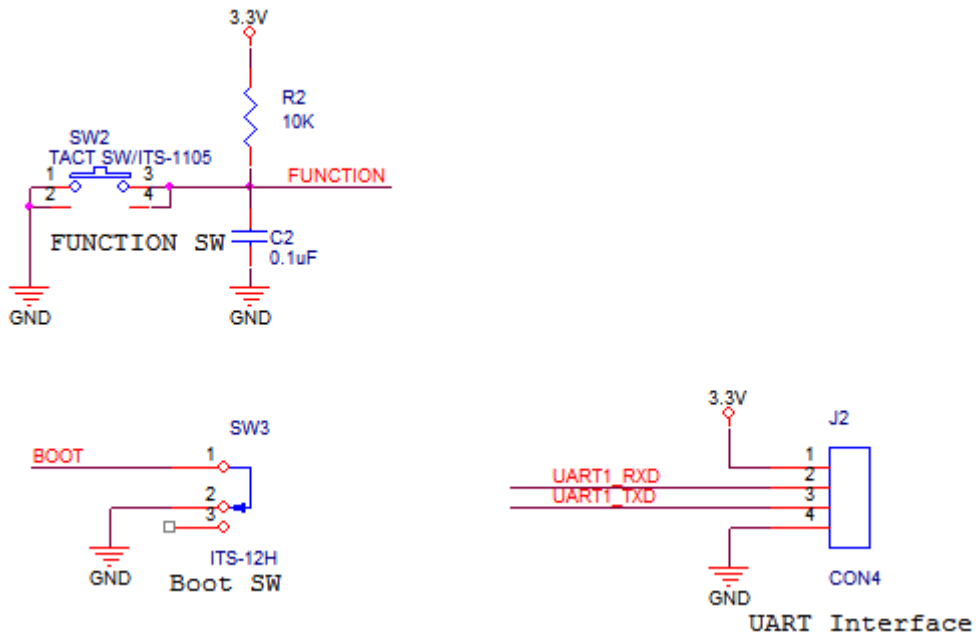 3.3V
R2
10K
SW2
TACT SW/ITS-1105
1 3
2 4
FUNCTION
FUNCTION SW
C2
0.1uF
GND
GND
SW3
BOOT
1
2
3
GND
ITS-12H
Boot SW
3.3V
J2
1
UART1_RXD 2
UART1_TXD 3
4
GND
CON4
UART Interface